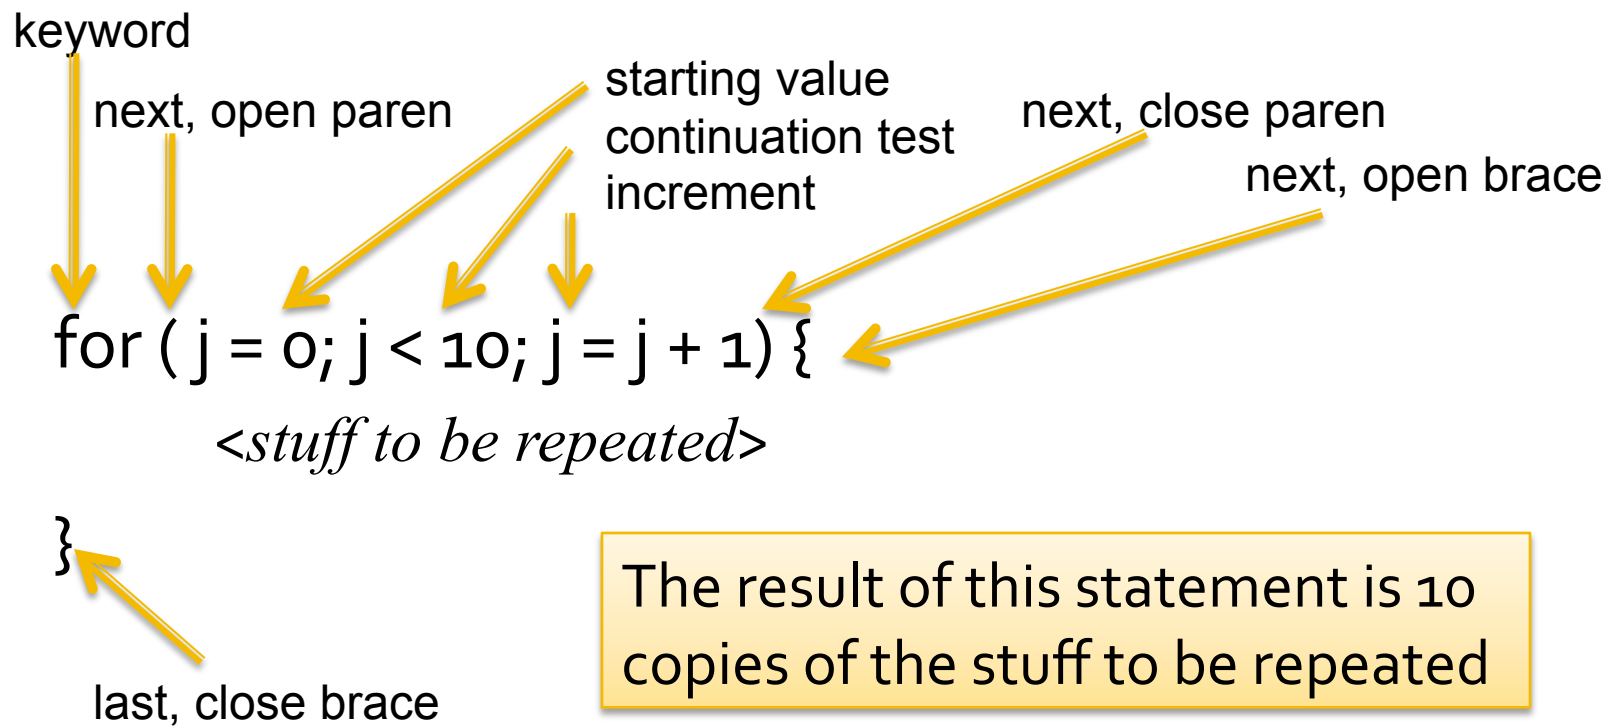 keyword
next, open paren
starting value
continuation test
increment
next, close paren
next, open brace
for ( j = 0; j < 10; j = j + 1) {
<stuff to be repeated>
}
last, close brace
The result of this statement is 10
copies of the stuff to be repeated